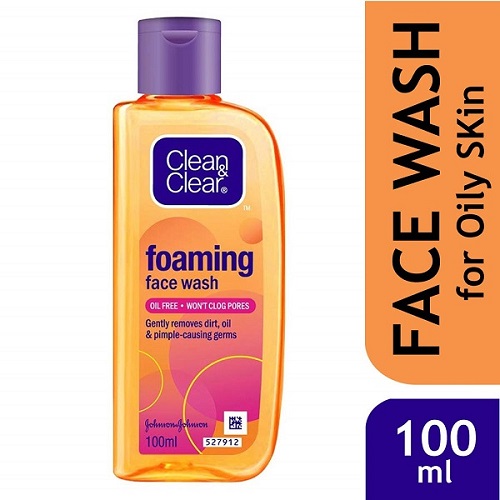 Clean &
Clear®
™
foaming
face wash
OIL FREE • WON'T CLOG PORES
Gently removes dirt, oil
& pimple-causing germs
Johnson & Johnson
100ml
527912
FACE WASH
for Oily SKin
100
ml